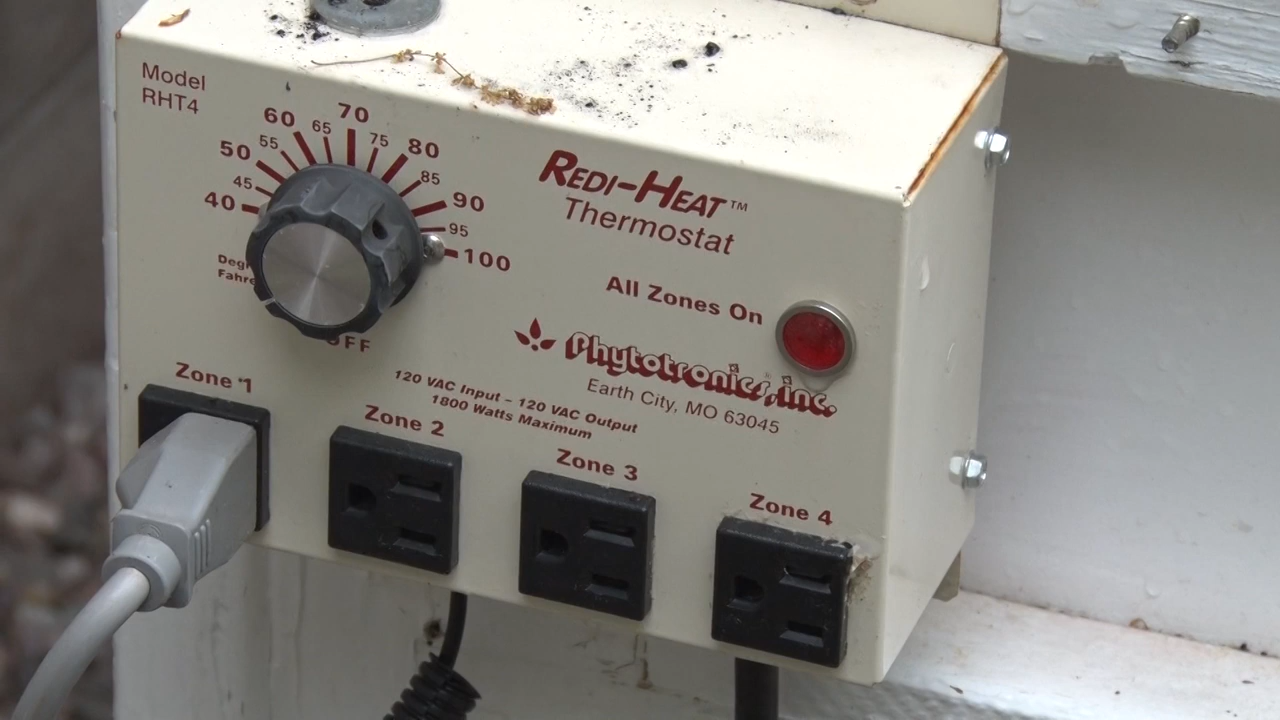 Model
RHT4
40
45
50
55
60
65
70
75
80
85
90
95
100
REDI-HEAT™
Thermostat
All Zones On
Phytotronics, inc.
Earth City, MO 63045
120 VAC Input - 120 VAC Output
1800 Watts Maximum
Zone 1
Zone 2
Zone 3
Zone 4